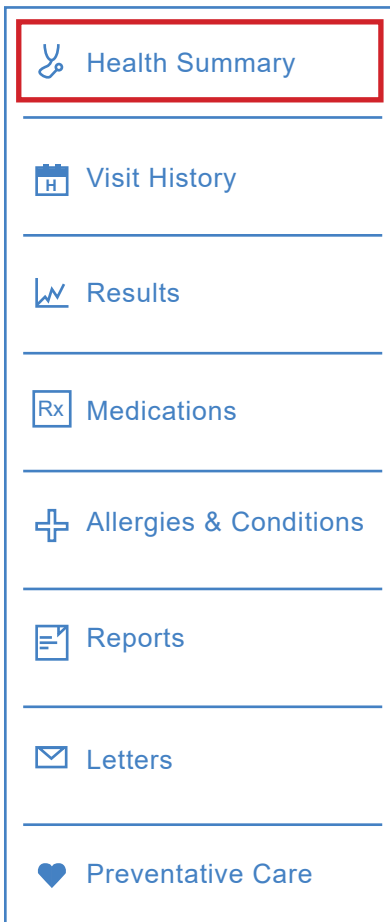 Health Summary
H
Visit History
Results
Rx
Medications
Allergies & Conditions
Reports
Letters
Preventative Care